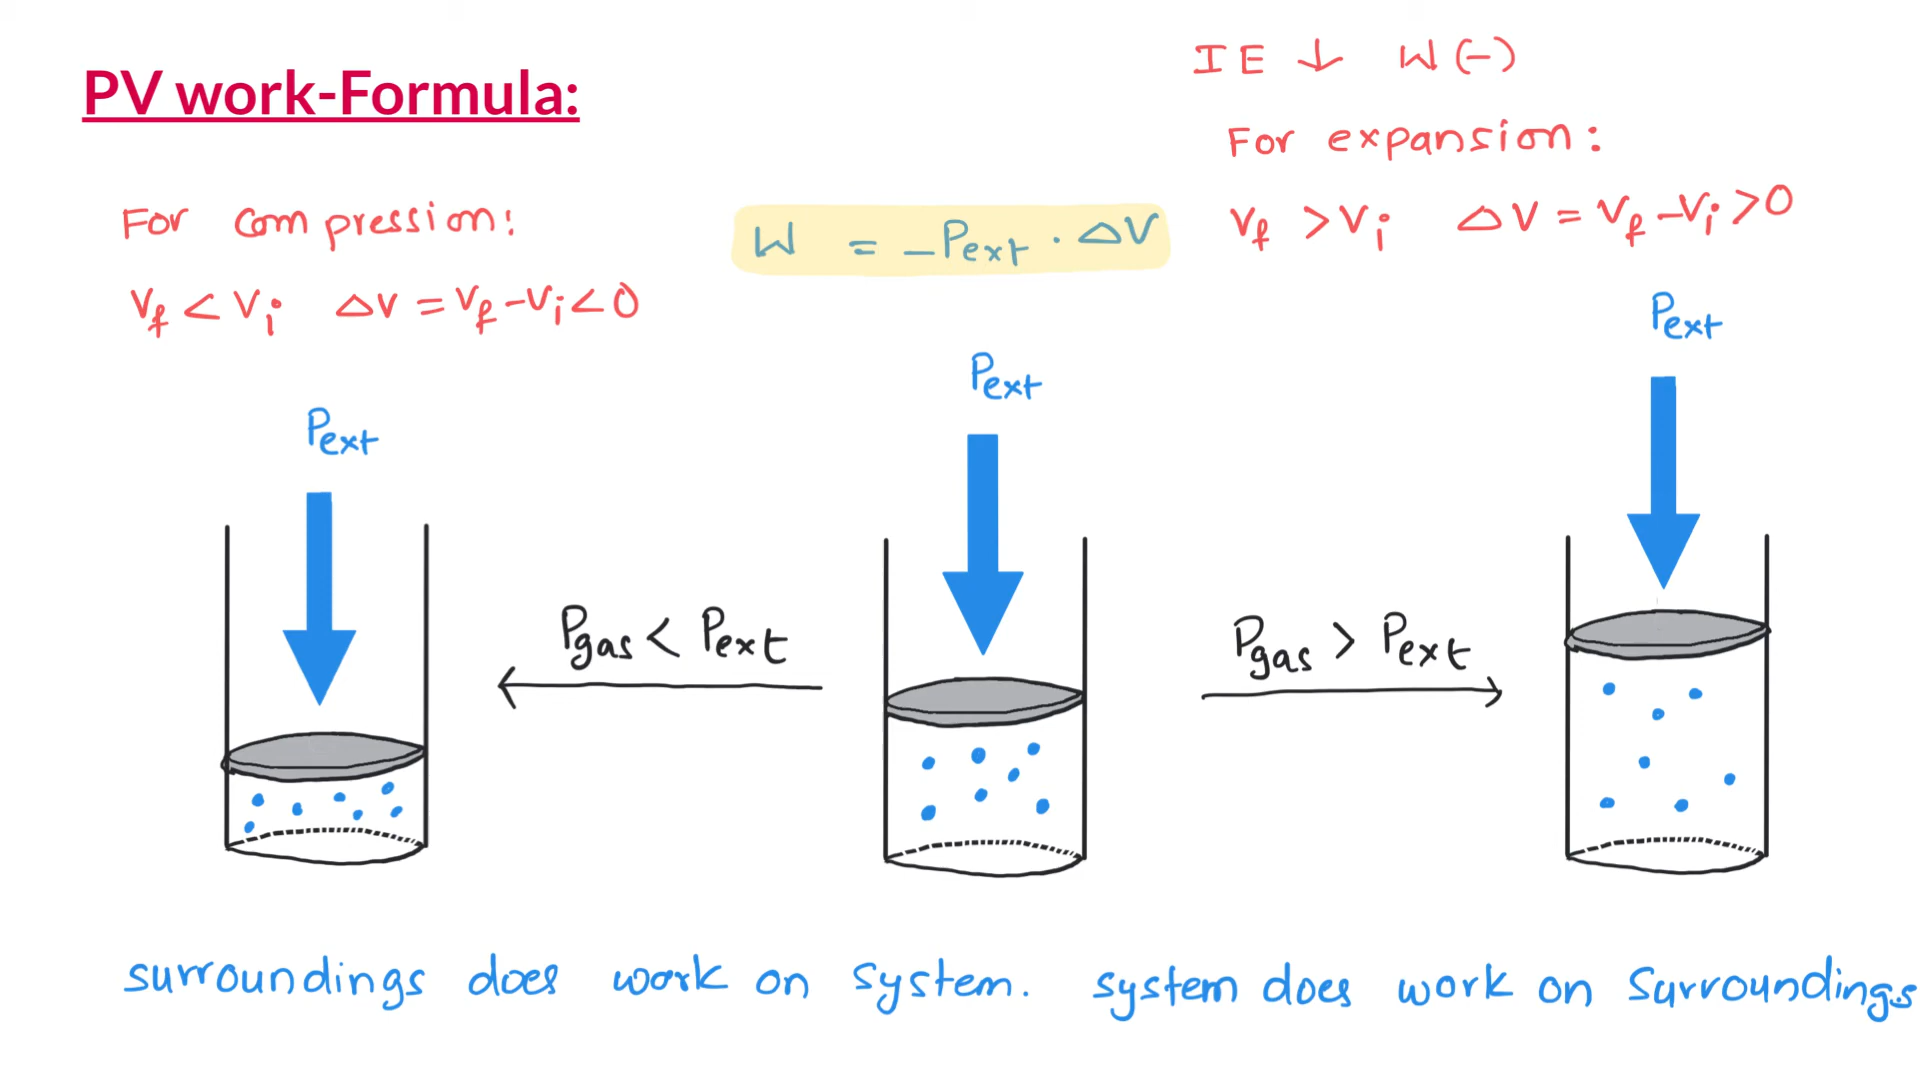 PV work-Formula:
IE ↓ W (-)
For expansion:
Vf > Vi ΔV = Vf - Vi > 0
For compression:
Vf < Vi ΔV = Vf - Vi < 0
W = -Pext · ΔV
Pext
Pext
Pext
Pgas < Pext
Pgas > Pext
surroundings does work on system.
system does work on surroundings